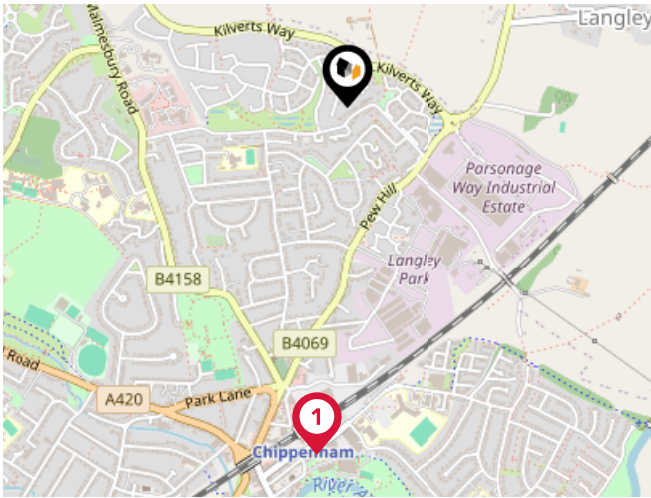 Langley
Kilverts Way
Malmesbury Road
Kilverts Way
Parsonage
Way Industrial
Estate
Pew Hill
Langley
Park
B4158
B4069
Road
A420
Park Lane
1
Chippenham
River A